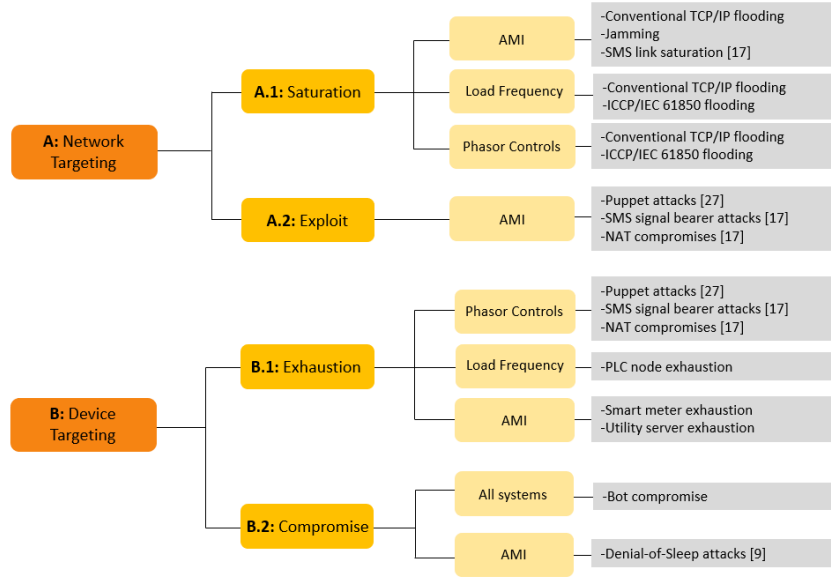 A: Network
Targeting
A.1: Saturation
AMI
-Conventional TCP/IP flooding
-Jamming
-SMS link saturation [17]
Load Frequency
-Conventional TCP/IP flooding
-ICCP/IEC 61850 flooding
Phasor Controls
-Conventional TCP/IP flooding
-ICCP/IEC 61850 flooding
A.2: Exploit
AMI
-Puppet attacks [27]
-SMS signal bearer attacks [17]
-NAT compromises [17]
B: Device
Targeting
B.1: Exhaustion
Phasor Controls
-Puppet attacks [27]
-SMS signal bearer attacks [17]
-NAT compromises [17]
Load Frequency
-PLC node exhaustion
AMI
-Smart meter exhaustion
-Utility server exhaustion
B.2: Compromise
All systems
-Bot compromise
AMI
-Denial-of-Sleep attacks [9]